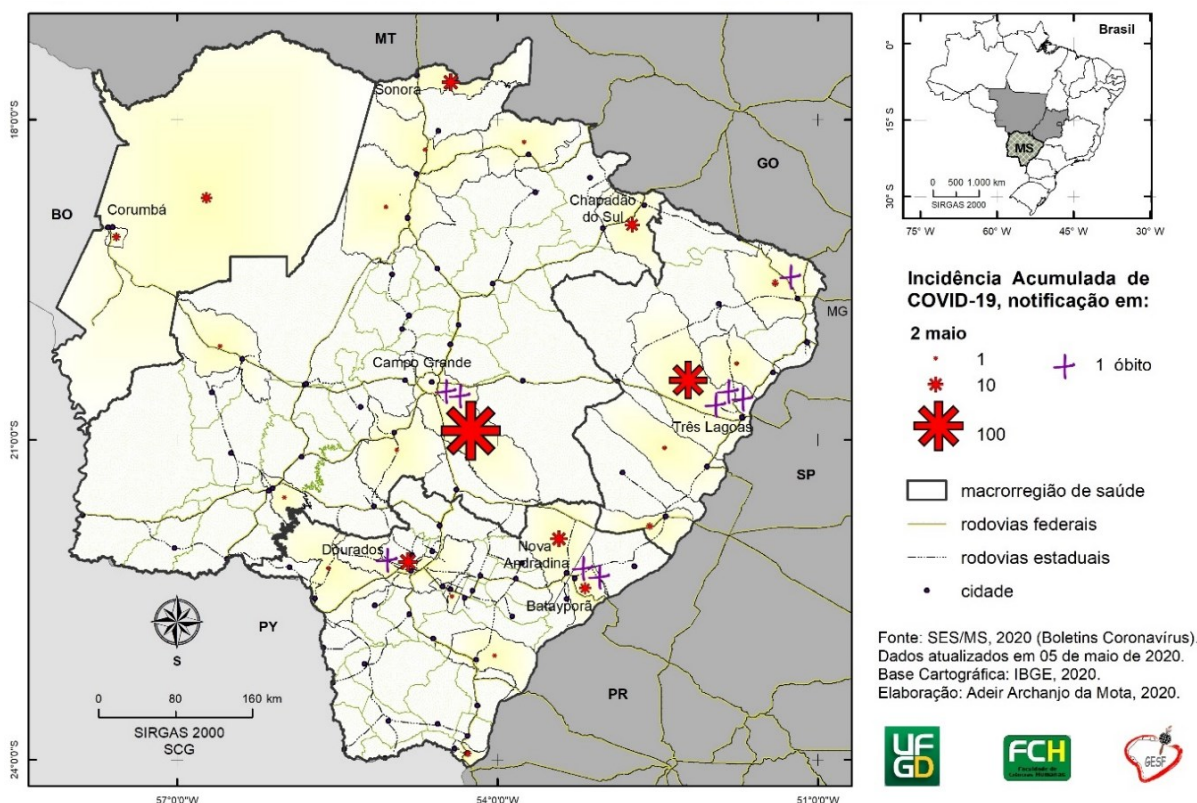 MT
Sonora
18°0'0"S
GO
BO
Corumbá
Chapadão
do Sul
MG
Campo Grande
21°0'0"S
Três Lagoas
SP
Dourados
Nova
Andradina
Batayporã
PY
S
PR
0 80 160 km
SIRGAS 2000
SCG
24°0'0"S
57°0'0"W
54°0'0"W
51°0'0"W
Brasil
0°
15°S
MS
0 500 1.000 km
SIRGAS 2000
30°S
75° W
60° W
45° W
30° W
Incidência Acumulada de
COVID-19, notificação em:
2 maio
1
10
100
1 óbito
macrorregião de saúde
rodovias federais
rodovias estaduais
cidade
Fonte: SES/MS, 2020 (Boletins Coronavírus).
Dados atualizados em 05 de maio de 2020.
Base Cartográfica: IBGE, 2020.
Elaboração: Adeir Archanjo da Mota, 2020.
UF
GD
FCH
GESF